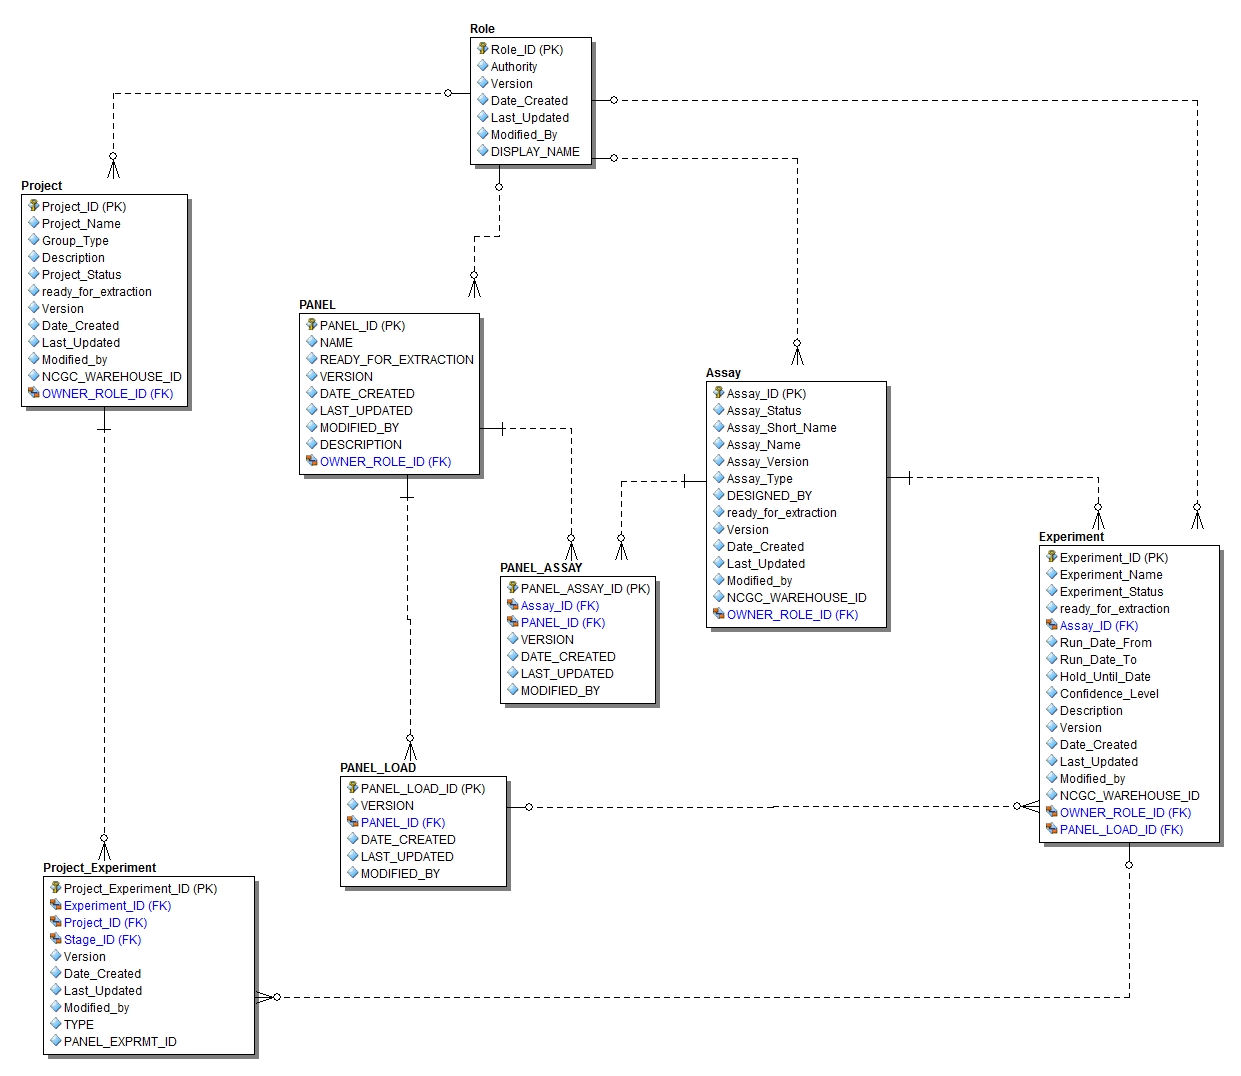 Role
Role_ID (PK)
Authority
Version
Date_Created
Last_Updated
Modified_By
DISPLAY_NAME
Project
Project_ID (PK)
Project_Name
Group_Type
Description
Project_Status
ready_for_extraction
Version
Date_Created
Last_Updated
Modified_by
NCGC_WAREHOUSE_ID
OWNER_ROLE_ID (FK)
PANEL
PANEL_ID (PK)
NAME
READY_FOR_EXTRACTION
VERSION
DATE_CREATED
LAST_UPDATED
MODIFIED_BY
DESCRIPTION
OWNER_ROLE_ID (FK)
Assay
Assay_ID (PK)
Assay_Status
Assay_Short_Name
Assay_Name
Assay_Version
Assay_Type
DESIGNED_BY
ready_for_extraction
Version
Date_Created
Last_Updated
Modified_by
NCGC_WAREHOUSE_ID
OWNER_ROLE_ID (FK)
Experiment
Experiment_ID (PK)
Experiment_Name
Experiment_Status
ready_for_extraction
Assay_ID (FK)
Run_Date_From
Run_Date_To
Hold_Until_Date
Confidence_Level
Description
Version
Date_Created
Last_Updated
Modified_by
NCGC_WAREHOUSE_ID
OWNER_ROLE_ID (FK)
PANEL_LOAD_ID (FK)
PANEL_ASSAY
PANEL_ASSAY_ID (PK)
Assay_ID (FK)
PANEL_ID (FK)
VERSION
DATE_CREATED
LAST_UPDATED
MODIFIED_BY
PANEL_LOAD
PANEL_LOAD_ID (PK)
VERSION
PANEL_ID (FK)
DATE_CREATED
LAST_UPDATED
MODIFIED_BY
Project_Experiment
Project_Experiment_ID (PK)
Experiment_ID (FK)
Project_ID (FK)
Stage_ID (FK)
Version
Date_Created
Last_Updated
Modified_by
TYPE
PANEL_EXPRMT_ID